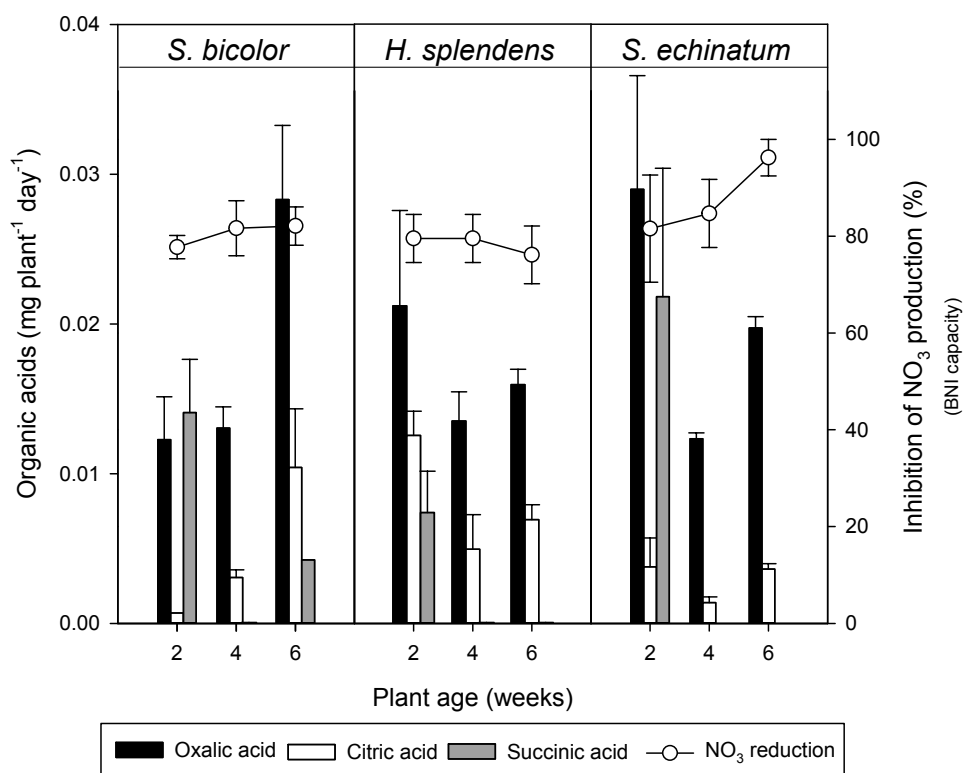 S. bicolor H. splendens S. echinatum
Organic acids (mg plant⁻¹ day⁻¹)
0.04
0.03
0.02
0.01
0.00
100
80
60
40
20
0
Inhibition of NO₃ production (%)
(BNI capacity)
2 4 6 2 4 6 2 4 6
Plant age (weeks)
Oxalic acid Citric acid Succinic acid NO₃ reduction